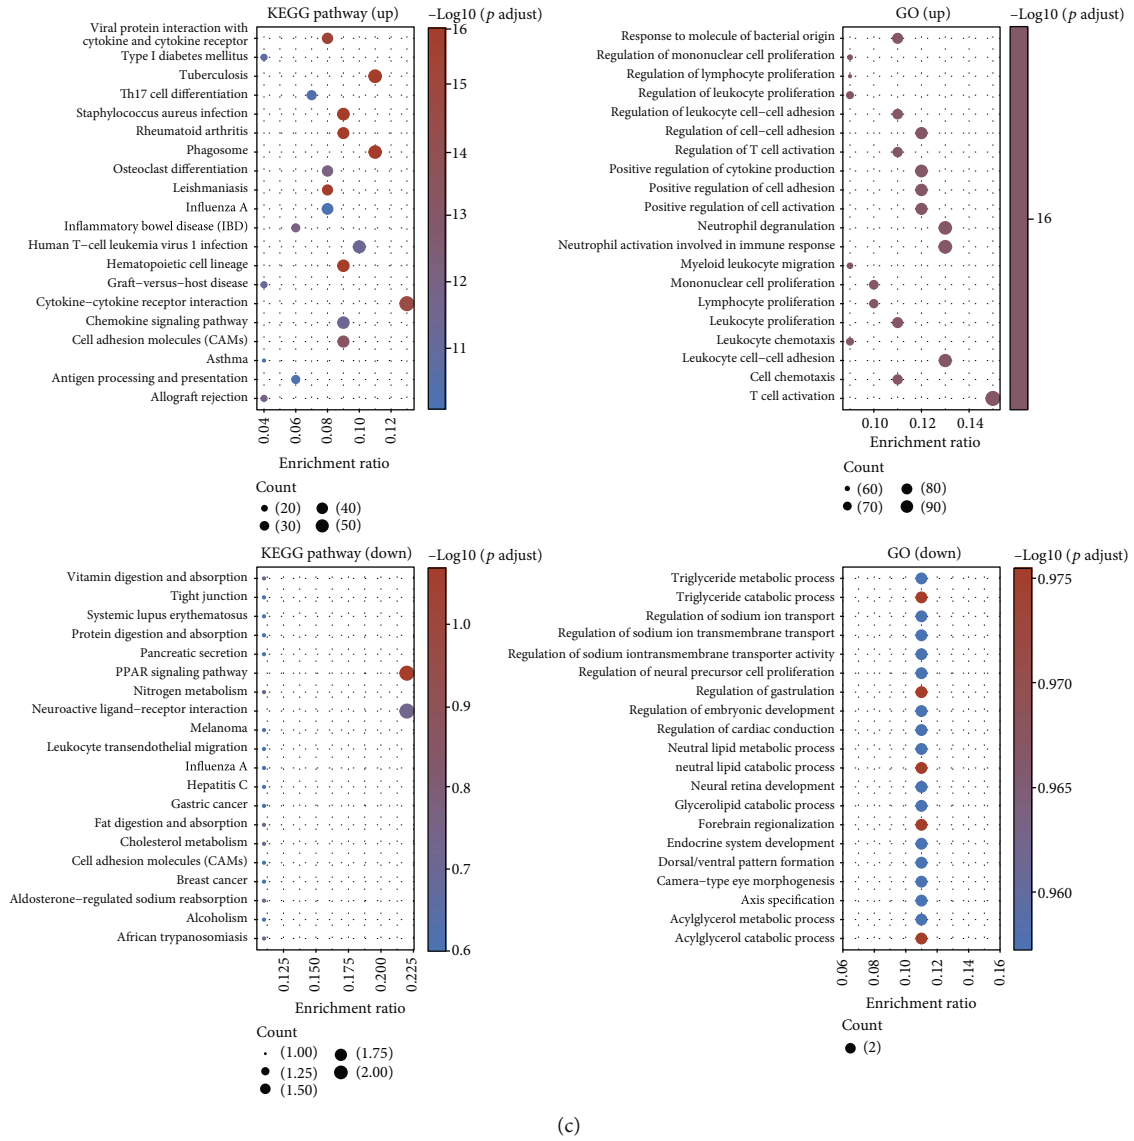 KEGG pathway (up)
–Log10 (p adjust)
Viral protein interaction with
cytokine and cytokine receptor
Type I diabetes mellitus
Tuberculosis
Th17 cell differentiation
Staphylococcus aureus infection
Rheumatoid arthritis
Phagosome
Osteoclast differentiation
Leishmaniasis
Influenza A
Inflammatory bowel disease (IBD)
Human T−cell leukemia virus 1 infection
Hematopoietic cell lineage
Graft−versus−host disease
Cytokine−cytokine receptor interaction
Chemokine signaling pathway
Cell adhesion molecules (CAMs)
Asthma
Antigen processing and presentation
Allograft rejection
16
15
14
13
12
11
0.04
0.06
0.08
0.10
0.12
Enrichment ratio
Count
(20)
(40)
(30)
(50)
GO (up)
–Log10 (p adjust)
Response to molecule of bacterial origin
Regulation of mononuclear cell proliferation
Regulation of lymphocyte proliferation
Regulation of leukocyte proliferation
Regulation of leukocyte cell−cell adhesion
Regulation of cell−cell adhesion
Regulation of T cell activation
Positive regulation of cytokine production
Positive regulation of cell adhesion
Positive regulation of cell activation
Neutrophil degranulation
Neutrophil activation involved in immune response
Myeloid leukocyte migration
Mononuclear cell proliferation
Lymphocyte proliferation
Leukocyte proliferation
Leukocyte chemotaxis
Leukocyte cell−cell adhesion
Cell chemotaxis
T cell activation
16
0.10
0.12
0.14
Enrichment ratio
Count
(60)
(80)
(70)
(90)
KEGG pathway (down)
–Log10 (p adjust)
Vitamin digestion and absorption
Tight junction
Systemic lupus erythematosus
Protein digestion and absorption
Pancreatic secretion
PPAR signaling pathway
Nitrogen metabolism
Neuroactive ligand−receptor interaction
Melanoma
Leukocyte transendothelial migration
Influenza A
Hepatitis C
Gastric cancer
Fat digestion and absorption
Cholesterol metabolism
Cell adhesion molecules (CAMs)
Breast cancer
Aldosterone−regulated sodium reabsorption
Alcoholism
African trypanosomiasis
1.0
0.9
0.8
0.7
0.6
0.125
0.150
0.175
0.200
0.225
Enrichment ratio
Count
(1.00)
(1.75)
(1.25)
(2.00)
(1.50)
GO (down)
–Log10 (p adjust)
Triglyceride metabolic process
Triglyceride catabolic process
Regulation of sodium ion transport
Regulation of sodium ion transmembrane transport
Regulation of sodium iontransmembrane transporter activity
Regulation of neural precursor cell proliferation
Regulation of gastrulation
Regulation of embryonic development
Regulation of cardiac conduction
Neutral lipid metabolic process
neutral lipid catabolic process
Neural retina development
Glycerolipid catabolic process
Forebrain regionalization
Endocrine system development
Dorsal/ventral pattern formation
Camera−type eye morphogenesis
Axis specification
Acylglycerol metabolic process
Acylglycerol catabolic process
0.975
0.970
0.965
0.960
0.06
0.08
0.10
0.12
0.14
0.16
Enrichment ratio
Count
(2)
(c)